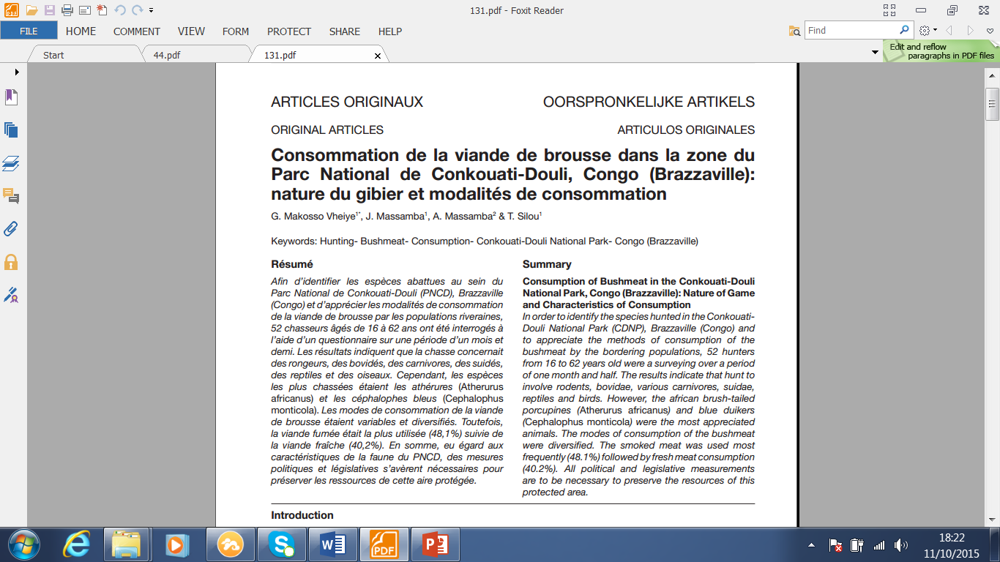 131.pdf - Foxit Reader
FILE HOME COMMENT VIEW FORM PROTECT SHARE HELP
Find
Start 44.pdf 131.pdf
Edit and reflow
paragraphs in PDF files
ARTICLES ORIGINAUX OORSPRONKELIJKE ARTIKELS
ORIGINAL ARTICLES ARTICULOS ORIGINALES
Consommation de la viande de brousse dans la zone du
Parc National de Conkouati-Douli, Congo (Brazzaville):
nature du gibier et modalités de consommation
G. Makosso Vheiye1*, J. Massamba1, A. Massamba2 & T. Silou1
Keywords: Hunting- Bushmeat- Consumption- Conkouati-Douli National Park- Congo (Brazzaville)
Résumé
Afin d'identifier les espèces abattues au sein du
Parc National de Conkouati-Douli (PNCD), Brazzaville
(Congo) et d'apprécier les modalités de consommation
de la viande de brousse par les populations riveraines,
52 chasseurs âgés de 16 à 62 ans ont été interrogés à
l'aide d'un questionnaire sur une période d'un mois et
demi. Les résultats indiquent que la chasse concernait
des rongeurs, des bovidés, des carnivores, des suidés,
des reptiles et des oiseaux. Cependant, les espèces
les plus chassées étaient les athérures (Atherurus
africanus) et les céphalophes bleus (Cephalophus
monticola). Les modes de consommation de la viande
de brousse étaient variables et diversifiés. Toutefois,
la viande fumée était la plus utilisée (48,1%) suivie de
la viande fraîche (40,2%). En somme, eu égard aux
caractéristiques de la faune du PNCD, des mesures
politiques et législatives s'avèrent nécessaires pour
préserver les ressources de cette aire protégée.
Summary
Consumption of Bushmeat in the Conkouati-Douli
National Park, Congo (Brazzaville): Nature of Game
and Characteristics of Consumption
In order to identify the species hunted in the Conkouati-
Douli National Park (CDNP), Brazzaville (Congo) and
to appreciate the methods of consumption of the
bushmeat by the bordering populations, 52 hunters
from 16 to 62 years old were a surveying over a period
of one month and half. The results indicate that hunt to
involve rodents, bovidae, various carnivores, suidae,
reptiles and birds. However, the african brush-tailed
porcupines (Atherurus africanus) and blue duikers
(Cephalophus monticola) were the most appreciated
animals. The modes of consumption of the bushmeat
were diversified. The smoked meat was used most
frequently (48.1%) followed by fresh meat consumption
(40.2%). All political and legislative measurements
are to be necessary to preserve the resources of this
protected area.
Introduction
PDF
18:22
11/10/2015